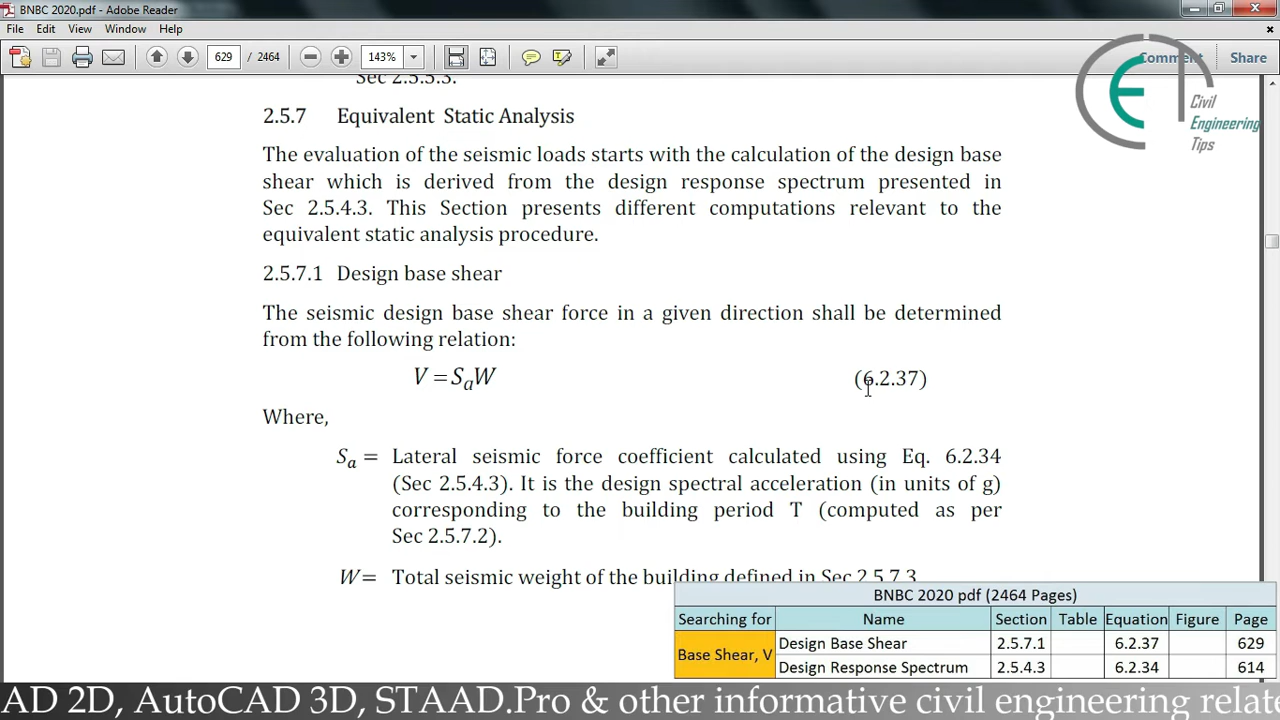 BNBC 2020.pdf - Adobe Reader
File Edit View Window Help
629 / 2464 143% Comment Share
Civil
Engineering
Tips
Sec 2.5.5.3.
2.5.7 Equivalent Static Analysis
The evaluation of the seismic loads starts with the calculation of the design base
shear which is derived from the design response spectrum presented in
Sec 2.5.4.3. This Section presents different computations relevant to the
equivalent static analysis procedure.
2.5.7.1 Design base shear
The seismic design base shear force in a given direction shall be determined
from the following relation:
V = SaW (6.2.37)
Where,
Sa = Lateral seismic force coefficient calculated using Eq. 6.2.34
(Sec 2.5.4.3). It is the design spectral acceleration (in units of g)
corresponding to the building period T (computed as per
Sec 2.5.7.2).
W = Total seismic weight of the building defined in Sec 2.5.7.3
BNBC 2020 pdf (2464 Pages)
Searching for Name Section Table Equation Figure Page
Base Shear, V
Design Base Shear 2.5.7.1 6.2.37 629
Design Response Spectrum 2.5.4.3 6.2.34 614
AD 2D, AutoCAD 3D, STAAD.Pro & other informative civil engineering relate